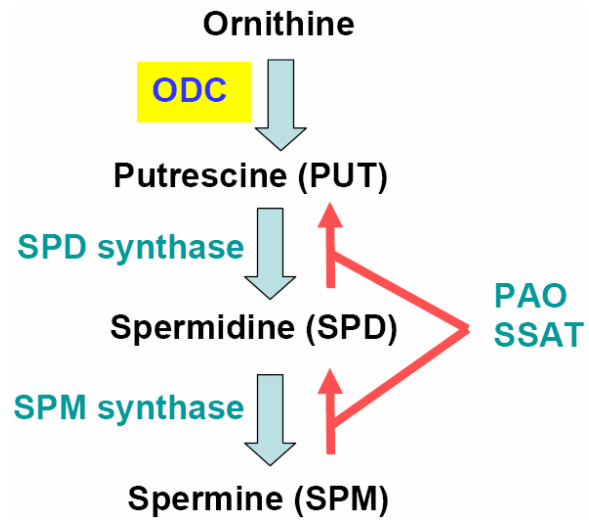 Ornithine
ODC
Putrescine (PUT)
SPD synthase
PAO
SSAT
Spermidine (SPD)
SPM synthase
Spermine (SPM)